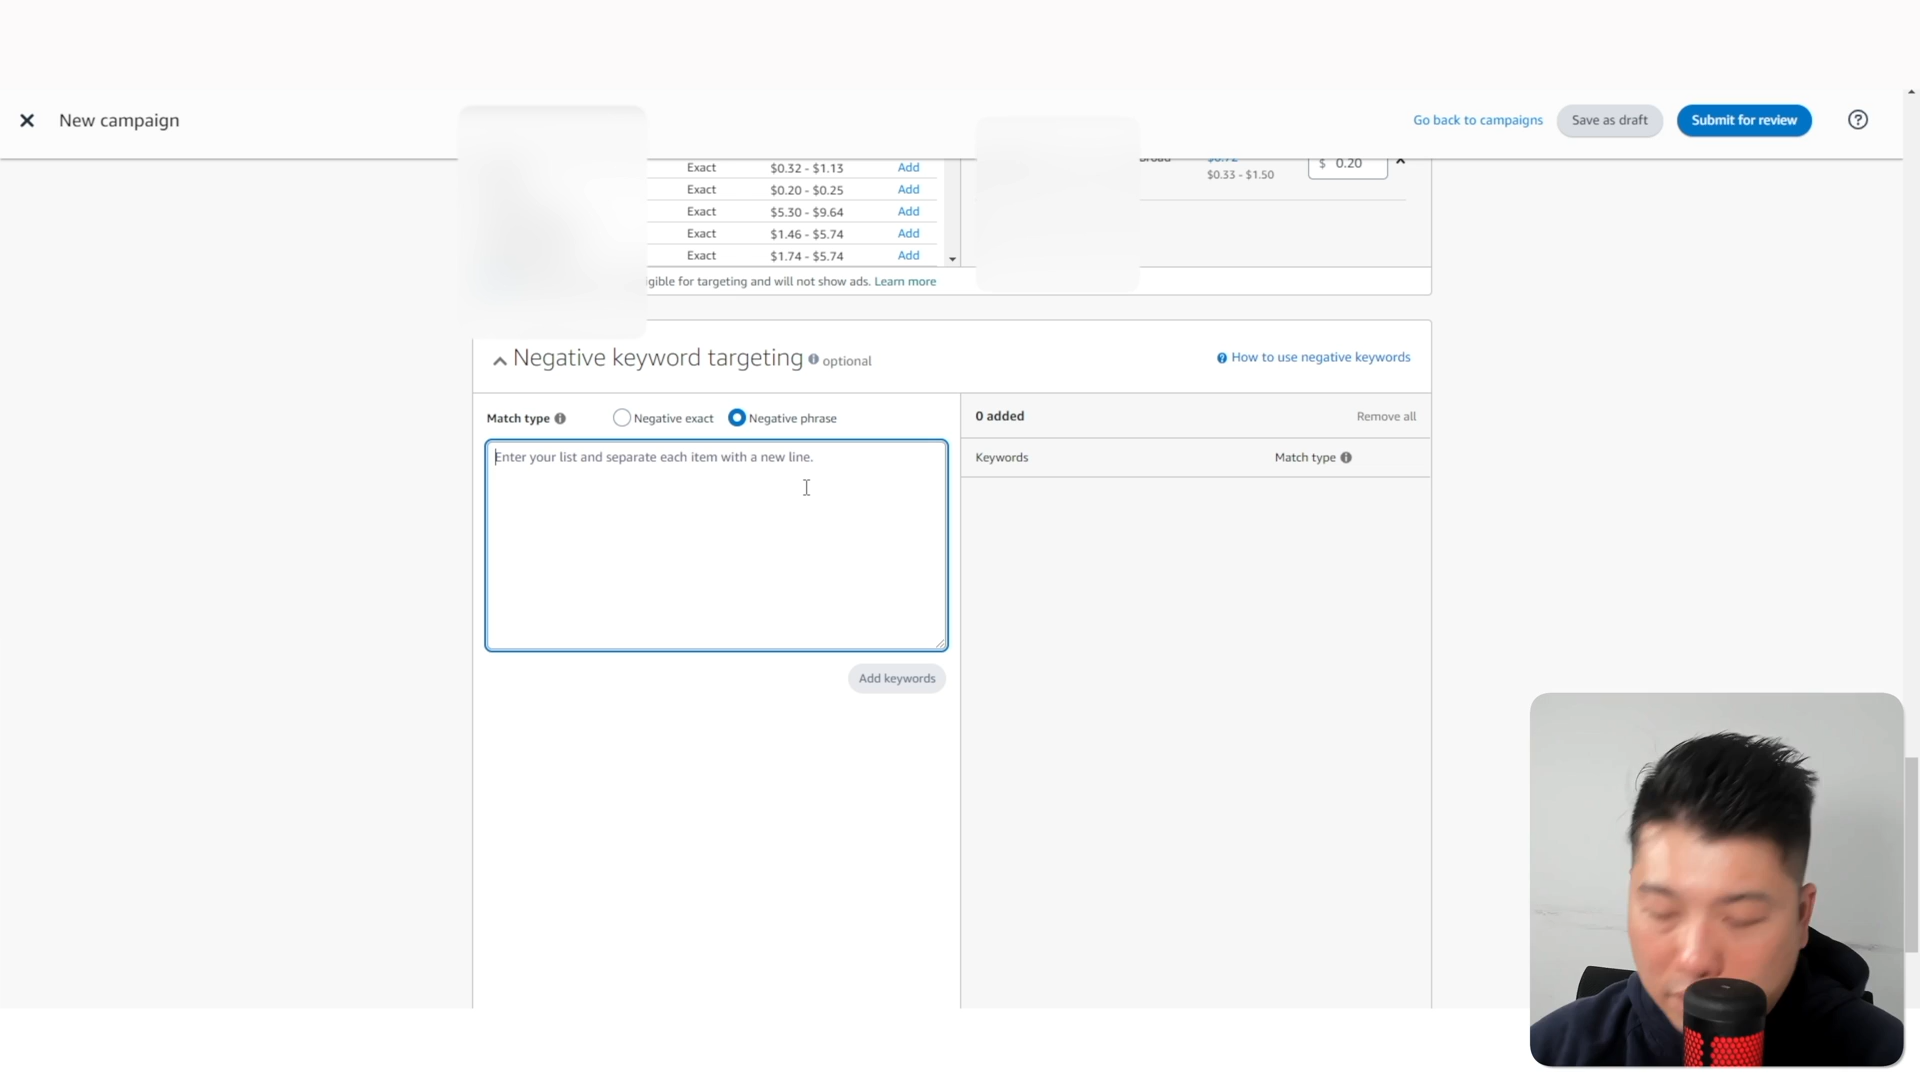 New campaign
Go back to campaigns
Save as draft
Submit for review
Exact $0.32 - $1.13 Add
Exact $0.20 - $0.25 Add
Exact $5.30 - $9.64 Add
Exact $1.46 - $5.74 Add
Exact $1.74 - $5.74 Add
$ 0.20
$0.33 - $1.50
for targeting and will not show ads. Learn more
Negative keyword targeting optional
How to use negative keywords
Match type Negative exact Negative phrase
0 added
Remove all
Enter your list and separate each item with a new line.
Keywords
Match type
Add keywords